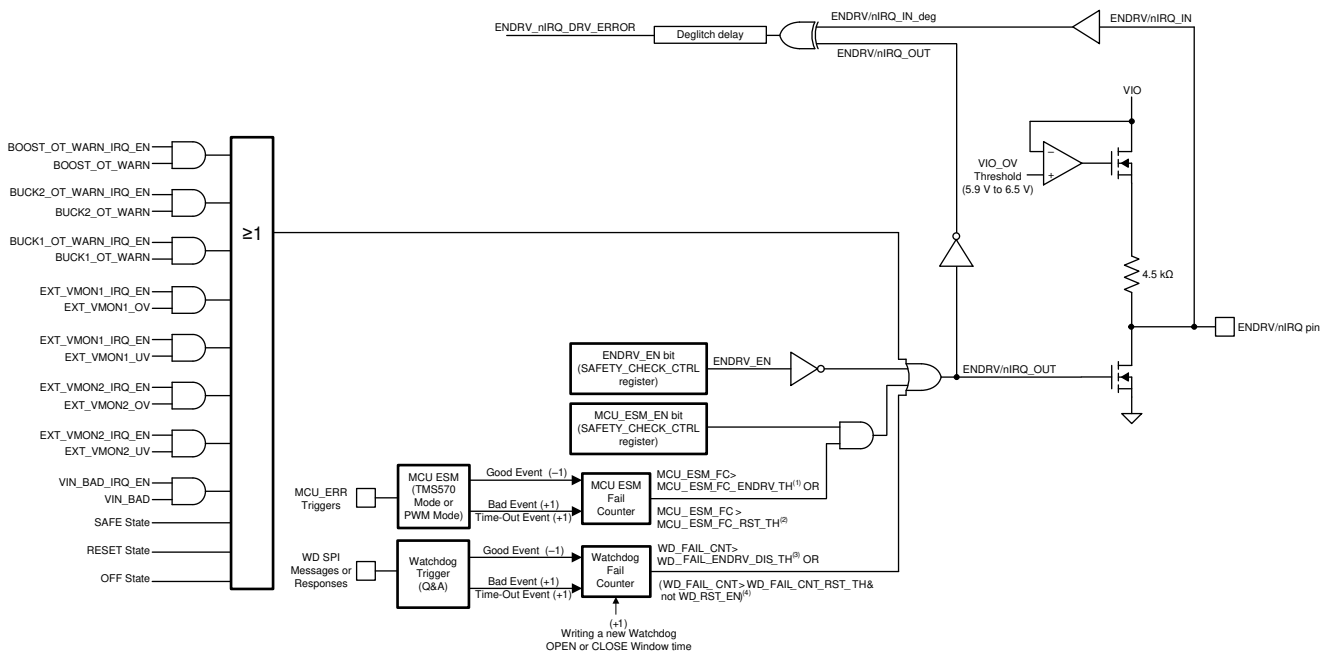 ENDRV_nIRQ_DRV_ERROR
Deglitch delay
ENDRV/nIRQ_IN_deg
ENDRV/nIRQ_IN
ENDRV/nIRQ_OUT
VIO
VIO_OV
Threshold
(5.9 V to 6.5 V)
–
+
4.5 kΩ
ENDRV/nIRQ pin
BOOST_OT_WARN_IRQ_EN
BOOST_OT_WARN
BUCK2_OT_WARN_IRQ_EN
BUCK2_OT_WARN
BUCK1_OT_WARN_IRQ_EN
BUCK1_OT_WARN
EXT_VMON1_IRQ_EN
EXT_VMON1_OV
EXT_VMON1_IRQ_EN
EXT_VMON1_UV
EXT_VMON2_IRQ_EN
EXT_VMON2_OV
EXT_VMON2_IRQ_EN
EXT_VMON2_UV
VIN_BAD_IRQ_EN
VIN_BAD
SAFE State
RESET State
OFF State
≥1
ENDRV_EN bit
(SAFETY_CHECK_CTRL
register)
ENDRV_EN
ENDRV/nIRQ_OUT
MCU_ESM_EN bit
(SAFETY_CHECK_CTRL
register)
MCU_ERR
Triggers
MCU ESM
(TMS570
Mode or
PWM Mode)
Good Event (–1)
Bad Event (+1)
Time-Out Event (+1)
MCU ESM
Fail
Counter
MCU_ESM_FC>
MCU_ESM_FC_ENDRV_TH(1) OR
MCU_ESM_FC >
MCU_ESM_FC_RST_TH(2)
WD SPI
Messages or
Responses
Watchdog
Trigger
(Q&A)
Good Event (–1)
Bad Event (+1)
Time-Out Event (+1)
Watchdog
Fail
Counter
WD_FAIL_CNT>
WD_FAIL_ENDRV_DIS_TH(3) OR
(WD_FAIL_CNT>WD_FAIL_CNT_RST_TH&
not WD_RST_EN)(4)
(+1)
Writing a new Watchdog
OPEN or CLOSE Window time